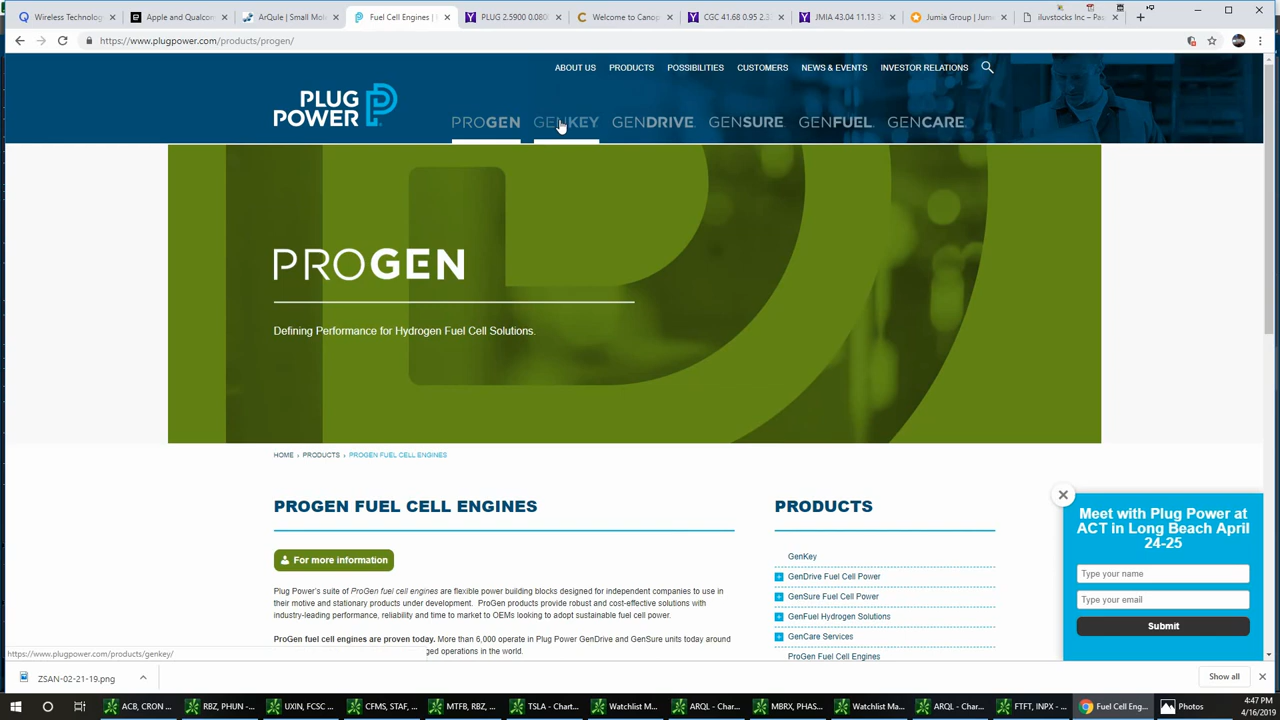 Wireless Technolog
Apple and Qualcom
ArQule | Small Mole
Fuel Cell Engines |
PLUG 2.5900 0.080
Welcome to Canop
CGC 41.68 0.95 2.3
JMIA 43.04 11.13 3
Jumia Group | Jum
iluvstocks Inc – Pas
https://www.plugpower.com/products/progen/
ABOUT US PRODUCTS POSSIBILITIES CUSTOMERS NEWS & EVENTS INVESTOR RELATIONS
PLUG POWER
PROGEN GENKEY GENDRIVE. GENSURE. GENFUEL. GENCARE.
PROGEN
Defining Performance for Hydrogen Fuel Cell Solutions.
HOME › PRODUCTS › PROGEN FUEL CELL ENGINES
PROGEN FUEL CELL ENGINES
For more information
Plug Power's suite of ProGen fuel cell engines are flexible power building blocks designed for independent companies to use in
their motive and stationary products under development. ProGen products provide robust and cost-effective solutions with
industry-leading performance, reliability and time to market to OEMs looking to adopt sustainable fuel cell power.
ProGen fuel cell engines are proven today. More than 6,000 operate in Plug Power GenDrive and GenSure units today around
ged operations in the world.
PRODUCTS
GenKey
GenDrive Fuel Cell Power
GenSure Fuel Cell Power
GenFuel Hydrogen Solutions
GenCare Services
ProGen Fuel Cell Engines
Meet with Plug Power at
ACT in Long Beach April
24-25
Type your name
Type your email
Submit
https://www.plugpower.com/products/genkey/
ZSAN-02-21-19.png
Show all
ACB, CRON ...
RBZ, PHUN - ...
UXIN, FCSC ...
CFMS, STAF, ...
MTFB, RBZ, ...
TSLA - Chart...
Watchlist M...
ARQL - Char...
MBRX, PHAS...
Watchlist Ma...
ARQL - Char...
FTFT, INPX - ...
Fuel Cell Eng...
Photos
4:47 PM
4/16/2019